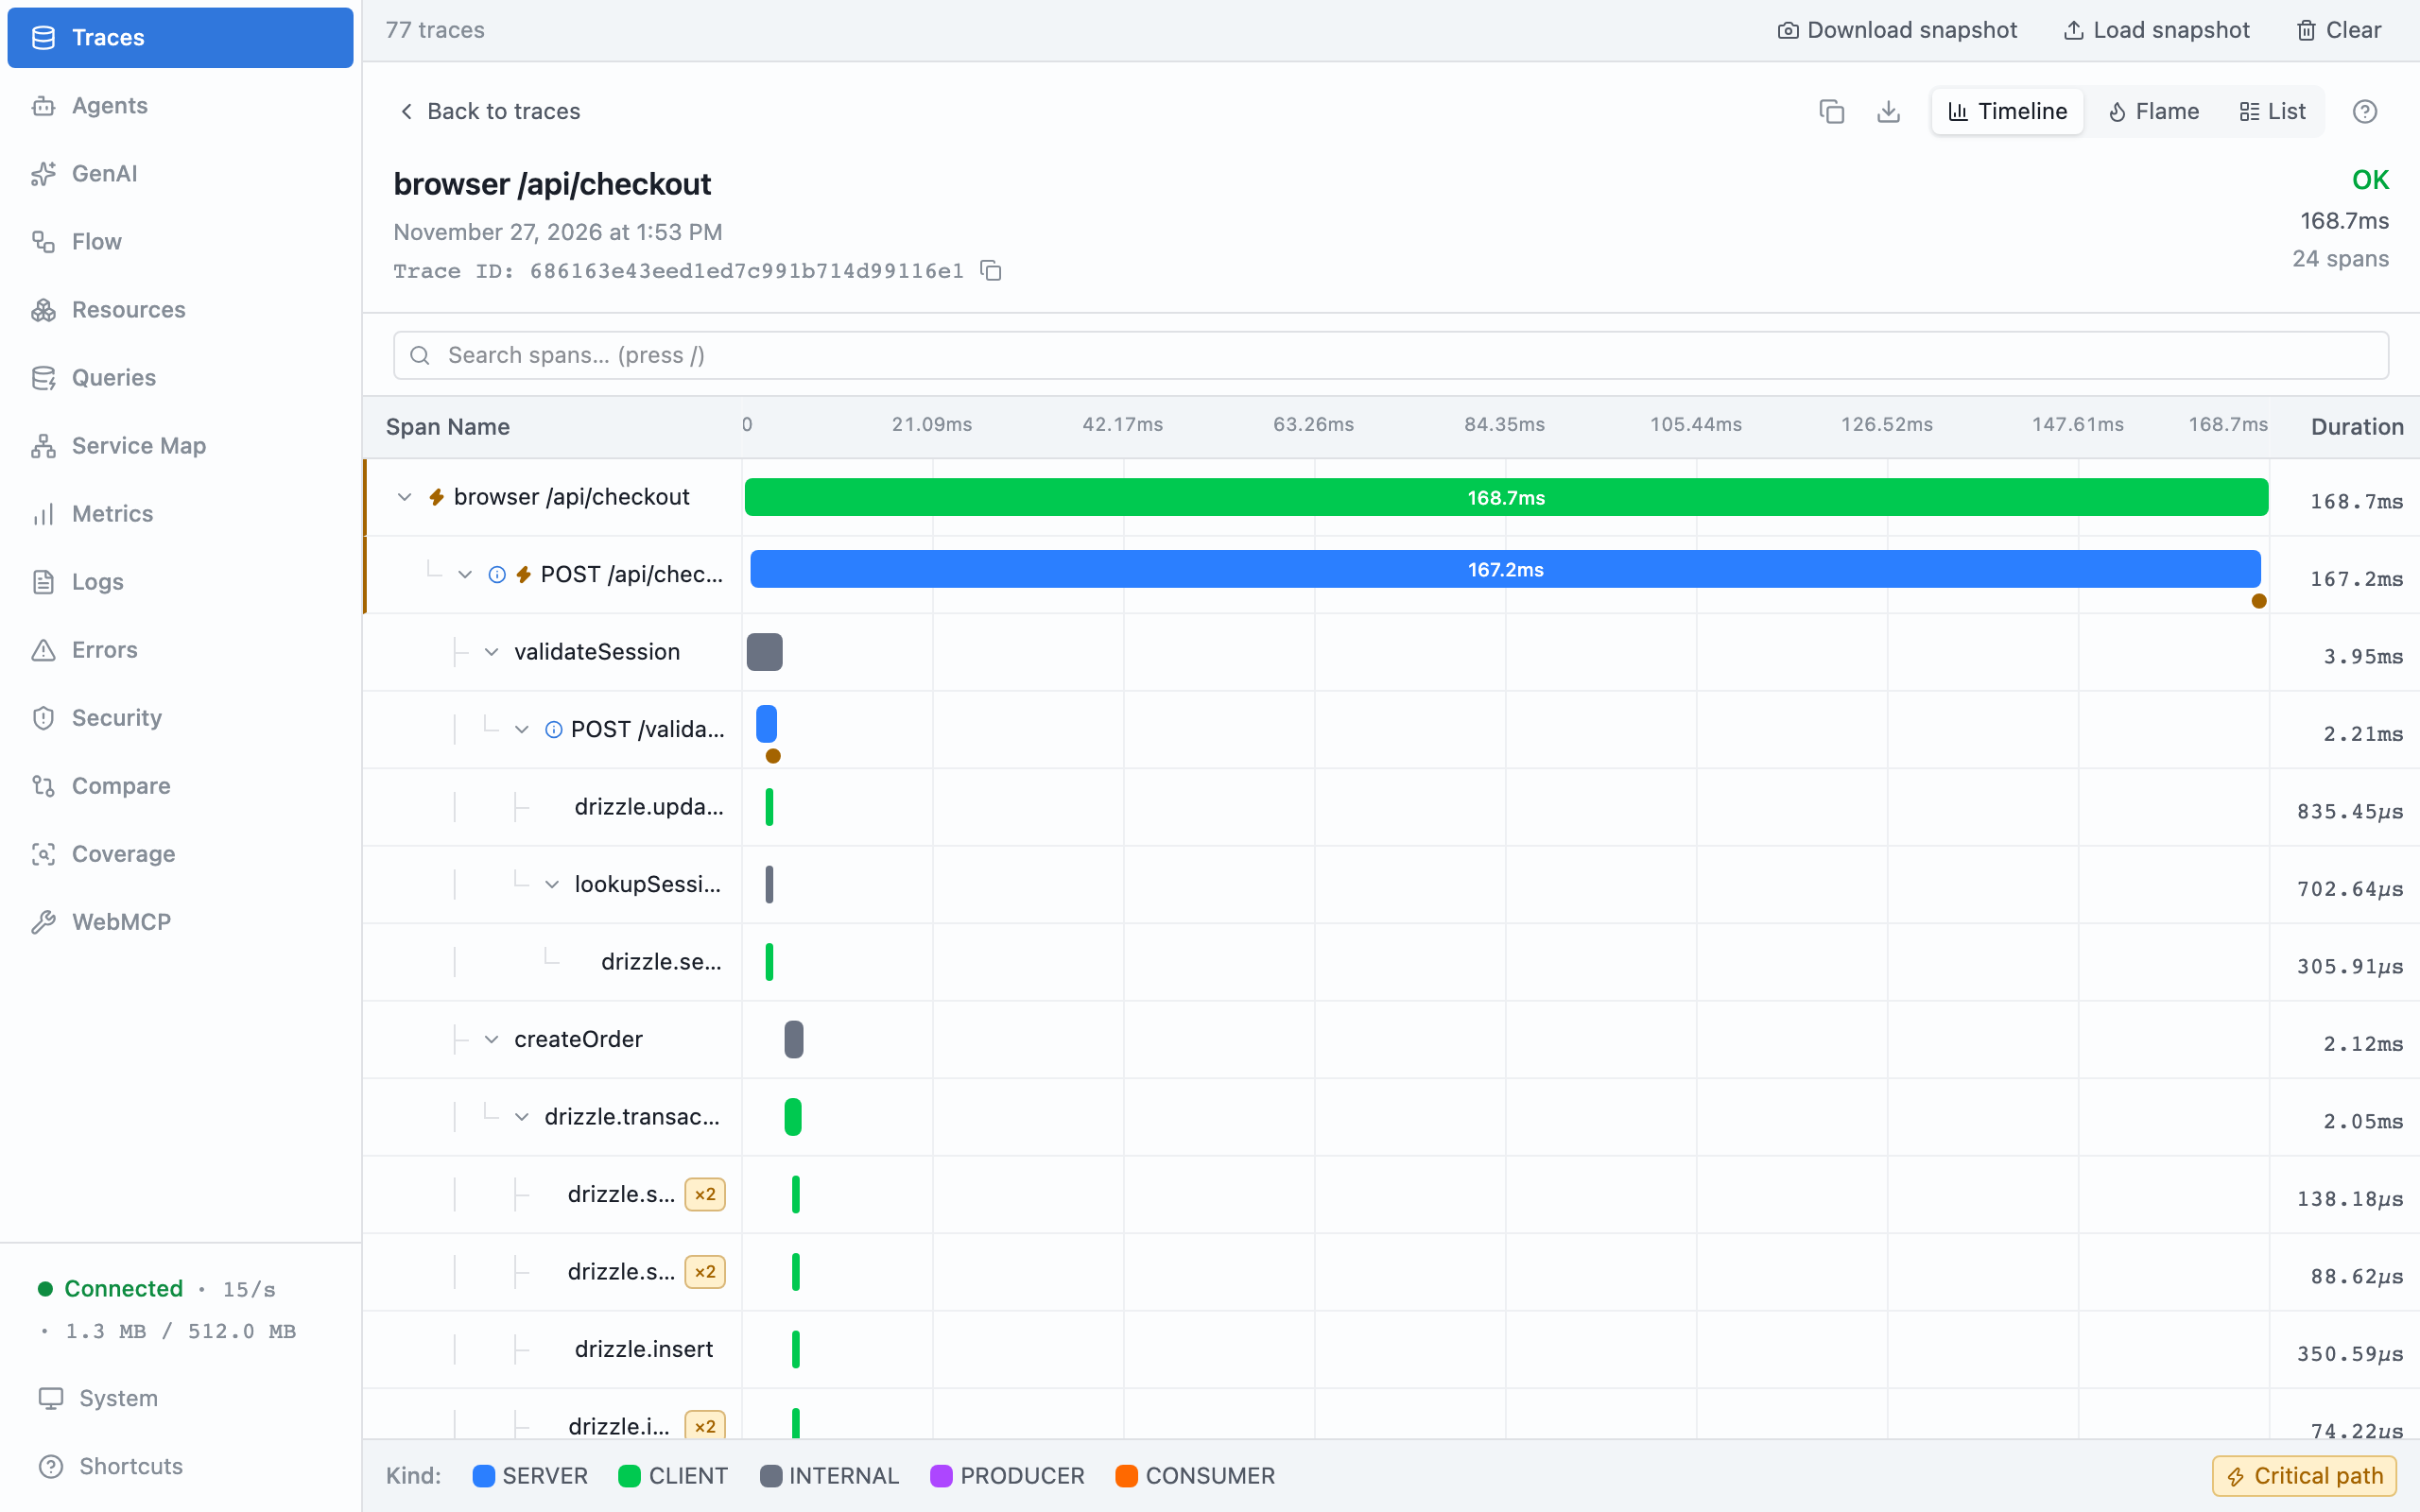 Traces
Agents
GenAI
Flow
Resources
Queries
Service Map
Metrics
Logs
Errors
Security
Compare
Coverage
WebMCP
Connected • 15/s
• 1.3 MB / 512.0 MB
System
Shortcuts
77 traces
Download snapshot
Load snapshot
Clear
Back to traces
Timeline
Flame
List
browser /api/checkout
November 27, 2026 at 1:53 PM
Trace ID: 686163e43eed1ed7c991b714d99116e1
OK
168.7ms
24 spans
Search spans... (press /)
Span Name 0 21.09ms 42.17ms 63.26ms 84.35ms 105.44ms 126.52ms 147.61ms 168.7ms Duration
browser /api/checkout 168.7ms 168.7ms
POST /api/chec... 167.2ms 167.2ms
validateSession 3.95ms
POST /valida... 2.21ms
drizzle.upda... 835.45µs
lookupSessi... 702.64µs
drizzle.se... 305.91µs
createOrder 2.12ms
drizzle.transac... 2.05ms
drizzle.s... ×2 138.18µs
drizzle.s... ×2 88.62µs
drizzle.insert 350.59µs
drizzle.i... ×2 74.22µs
Kind: SERVER CLIENT INTERNAL PRODUCER CONSUMER
Critical path